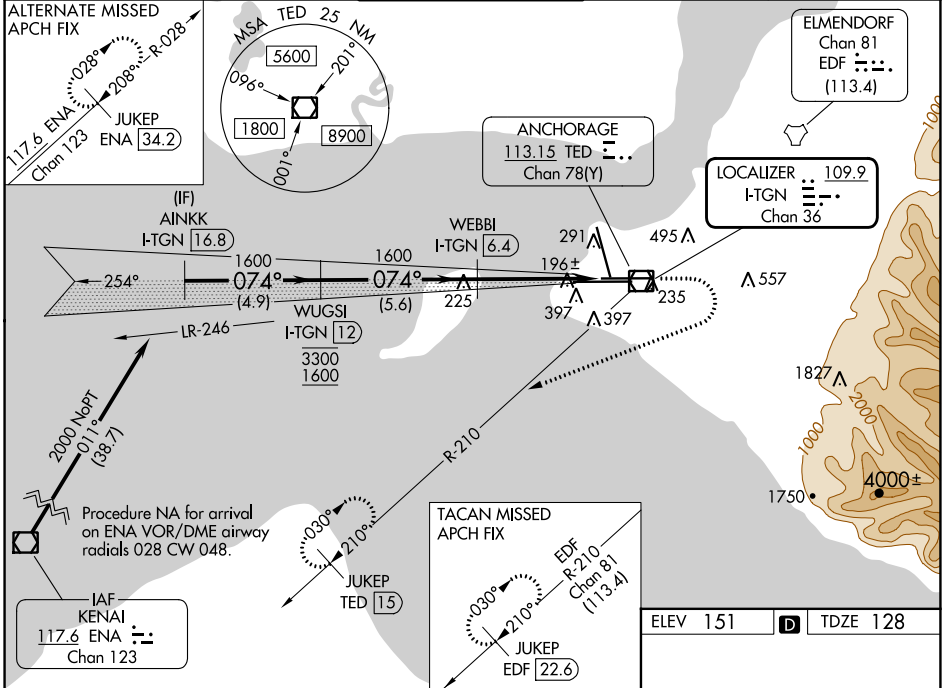 ALTERNATE MISSED
APCH FIX
028°
208°
R-028
JUKEP
ENA 34.2
117.6 ENA
Chan 123
MSA TED 25 NM
5600
096°
201°
1800
8900
001°
ELMENDORF
Chan 81
EDF
(113.4)
ANCHORAGE
113.15 TED
Chan 78(Y)
LOCALIZER 109.9
I-TGN
Chan 36
(IF)
AINKK
I-TGN 16.8
WEBBI
I-TGN 6.4
291
495
1600
1600
196±
254°
074°
074°
(4.9)
(5.6)
225
235
557
397
397
WUGSI
I-TGN 12
3300
1600
LR-246
1827
1000
1000
2000
2000 NoPT
011°
(38.7)
R-210
1750
4000±
Procedure NA for arrival
on ENA VOR/DME airway
radials 028 CW 048.
030°
210°
JUKEP
TED 15
IAF
KENAI
117.6 ENA
Chan 123
TACAN MISSED
APCH FIX
EDF
R-210
Chan 81
(113.4)
030°
210°
JUKEP
EDF 22.6
ELEV 151 D TDZE 128